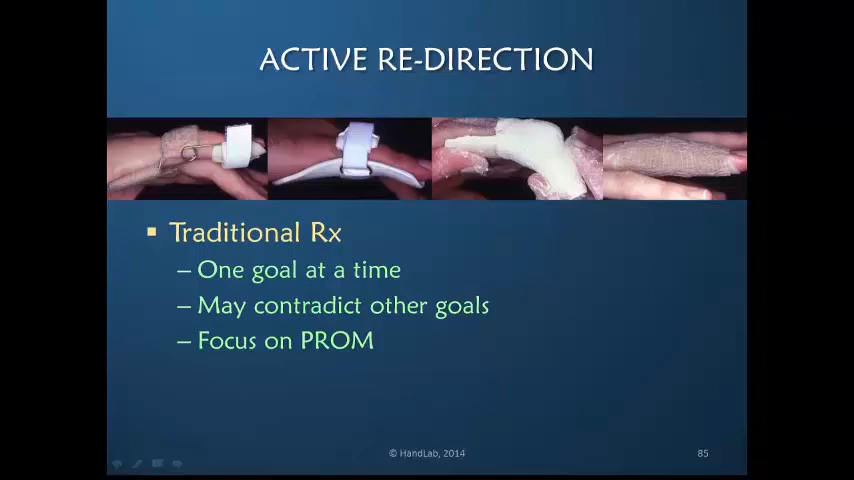 ACTIVE RE-DIRECTION
▪ Traditional Rx
– One goal at a time
– May contradict other goals
– Focus on PROM
© HandLab, 2014
85